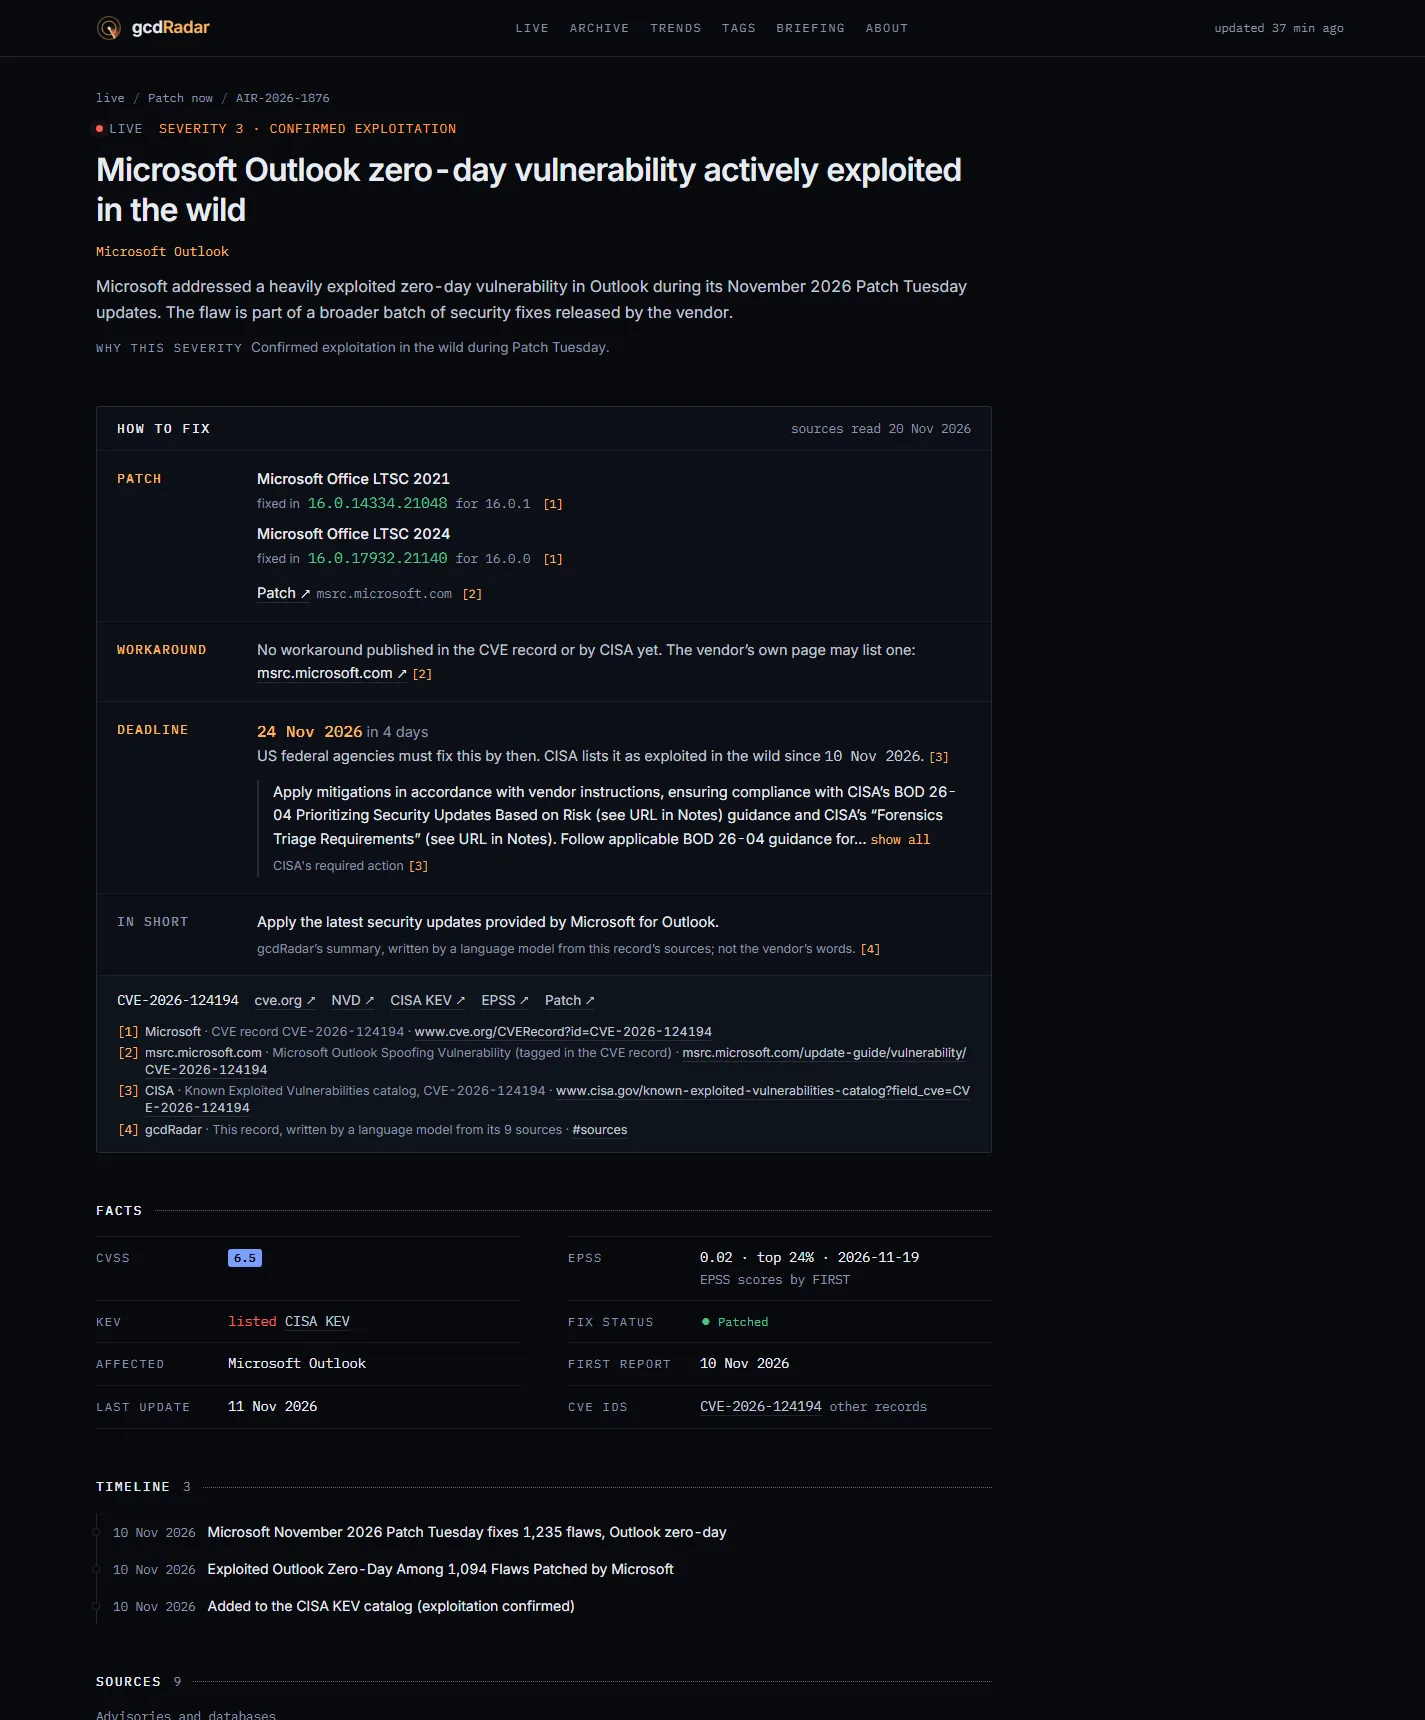 gcdRadar
LIVE ARCHIVE TRENDS TAGS BRIEFING ABOUT
updated 37 min ago
live / Patch now / AIR-2026-1876
LIVE SEVERITY 3 · CONFIRMED EXPLOITATION
Microsoft Outlook zero-day vulnerability actively exploited
in the wild
Microsoft Outlook
Microsoft addressed a heavily exploited zero-day vulnerability in Outlook during its November 2026 Patch Tuesday
updates. The flaw is part of a broader batch of security fixes released by the vendor.
WHY THIS SEVERITY Confirmed exploitation in the wild during Patch Tuesday.
HOW TO FIX
sources read 20 Nov 2026
PATCH
Microsoft Office LTSC 2021
fixed in 16.0.14334.21048 for 16.0.1 [1]
Microsoft Office LTSC 2024
fixed in 16.0.17932.21140 for 16.0.0 [1]
Patch ↗ msrc.microsoft.com [2]
WORKAROUND
No workaround published in the CVE record or by CISA yet. The vendor’s own page may list one:
msrc.microsoft.com ↗ [2]
DEADLINE
24 Nov 2026 in 4 days
US federal agencies must fix this by then. CISA lists it as exploited in the wild since 10 Nov 2026. [3]
Apply mitigations in accordance with vendor instructions, ensuring compliance with CISA’s BOD 26-
04 Prioritizing Security Updates Based on Risk (see URL in Notes) guidance and CISA’s “Forensics
Triage Requirements” (see URL in Notes). Follow applicable BOD 26-04 guidance for… show all
CISA's required action [3]
IN SHORT
Apply the latest security updates provided by Microsoft for Outlook.
gcdRadar’s summary, written by a language model from this record’s sources; not the vendor’s words. [4]
CVE-2026-124194 cve.org ↗ NVD ↗ CISA KEV ↗ EPSS ↗ Patch ↗
[1] Microsoft · CVE record CVE-2026-124194 · www.cve.org/CVERecord?id=CVE-2026-124194
[2] msrc.microsoft.com · Microsoft Outlook Spoofing Vulnerability (tagged in the CVE record) · msrc.microsoft.com/update-guide/vulnerability/
CVE-2026-124194
[3] CISA · Known Exploited Vulnerabilities catalog, CVE-2026-124194 · www.cisa.gov/known-exploited-vulnerabilities-catalog?field_cve=CV
E-2026-124194
[4] gcdRadar · This record, written by a language model from its 9 sources · #sources
FACTS
CVSS 6.5
EPSS 0.02 · top 24% · 2026-11-19
EPSS scores by FIRST
KEV listed CISA KEV
FIX STATUS Patched
AFFECTED Microsoft Outlook
FIRST REPORT 10 Nov 2026
LAST UPDATE 11 Nov 2026
CVE IDS CVE-2026-124194 other records
TIMELINE 3
10 Nov 2026 Microsoft November 2026 Patch Tuesday fixes 1,235 flaws, Outlook zero-day
10 Nov 2026 Exploited Outlook Zero-Day Among 1,094 Flaws Patched by Microsoft
10 Nov 2026 Added to the CISA KEV catalog (exploitation confirmed)
SOURCES 9
Advisories and databases